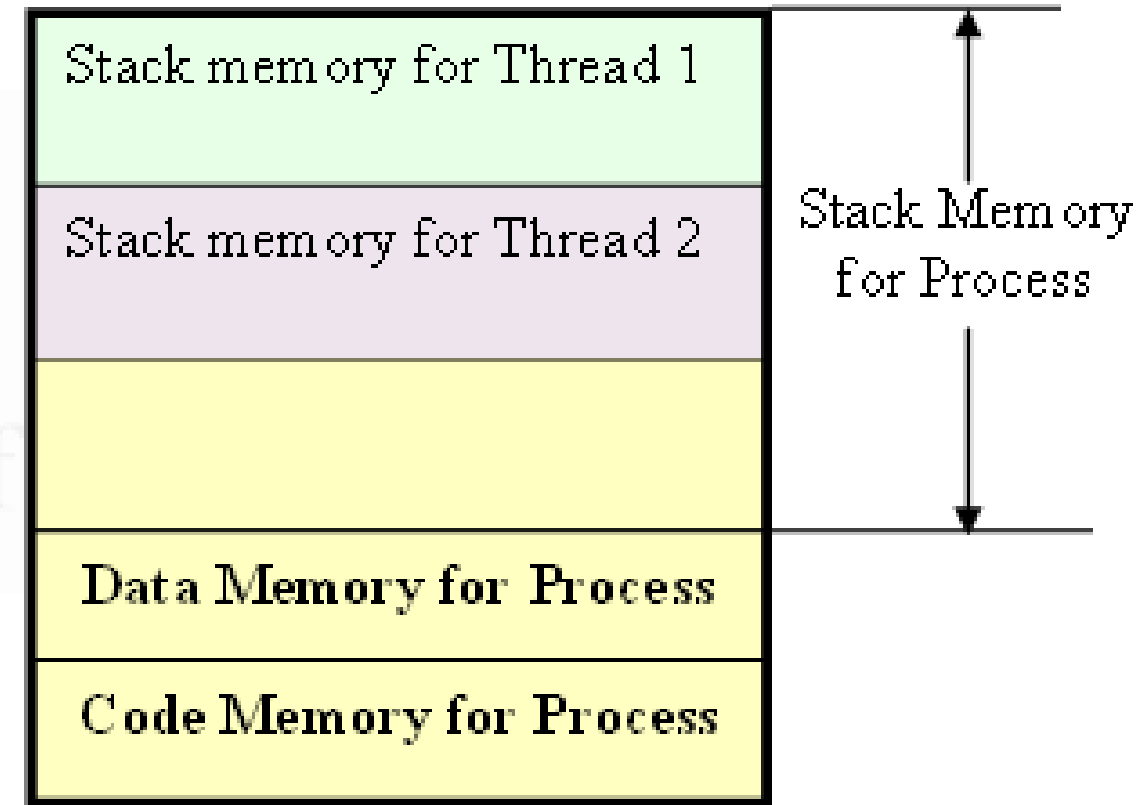 Stack memory for Thread 1
Stack memory for Thread 2
Stack Memory
for Process
Data Memory for Process
Code Memory for Process